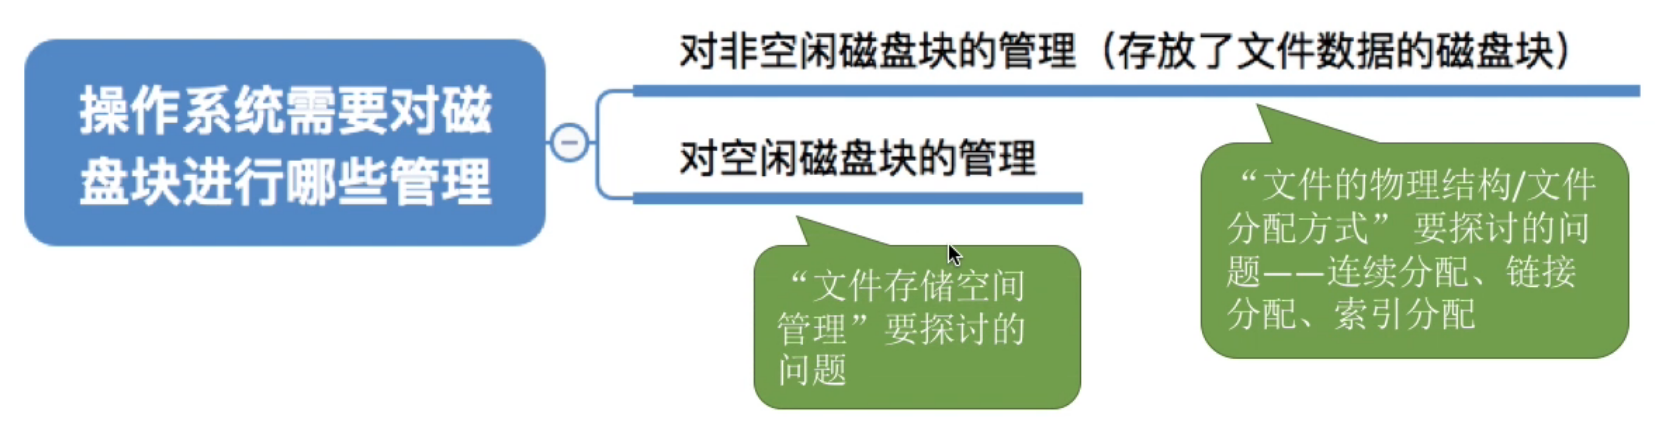 操作系统需要对磁
盘块进行哪些管理
对非空闲磁盘块的管理（存放了文件数据的磁盘块）
对空闲磁盘块的管理
“文件的物理结构/文件
分配方式”要探讨的问
题——连续分配、链接
分配、索引分配
“文件存储空间
管理”要探讨的
问题